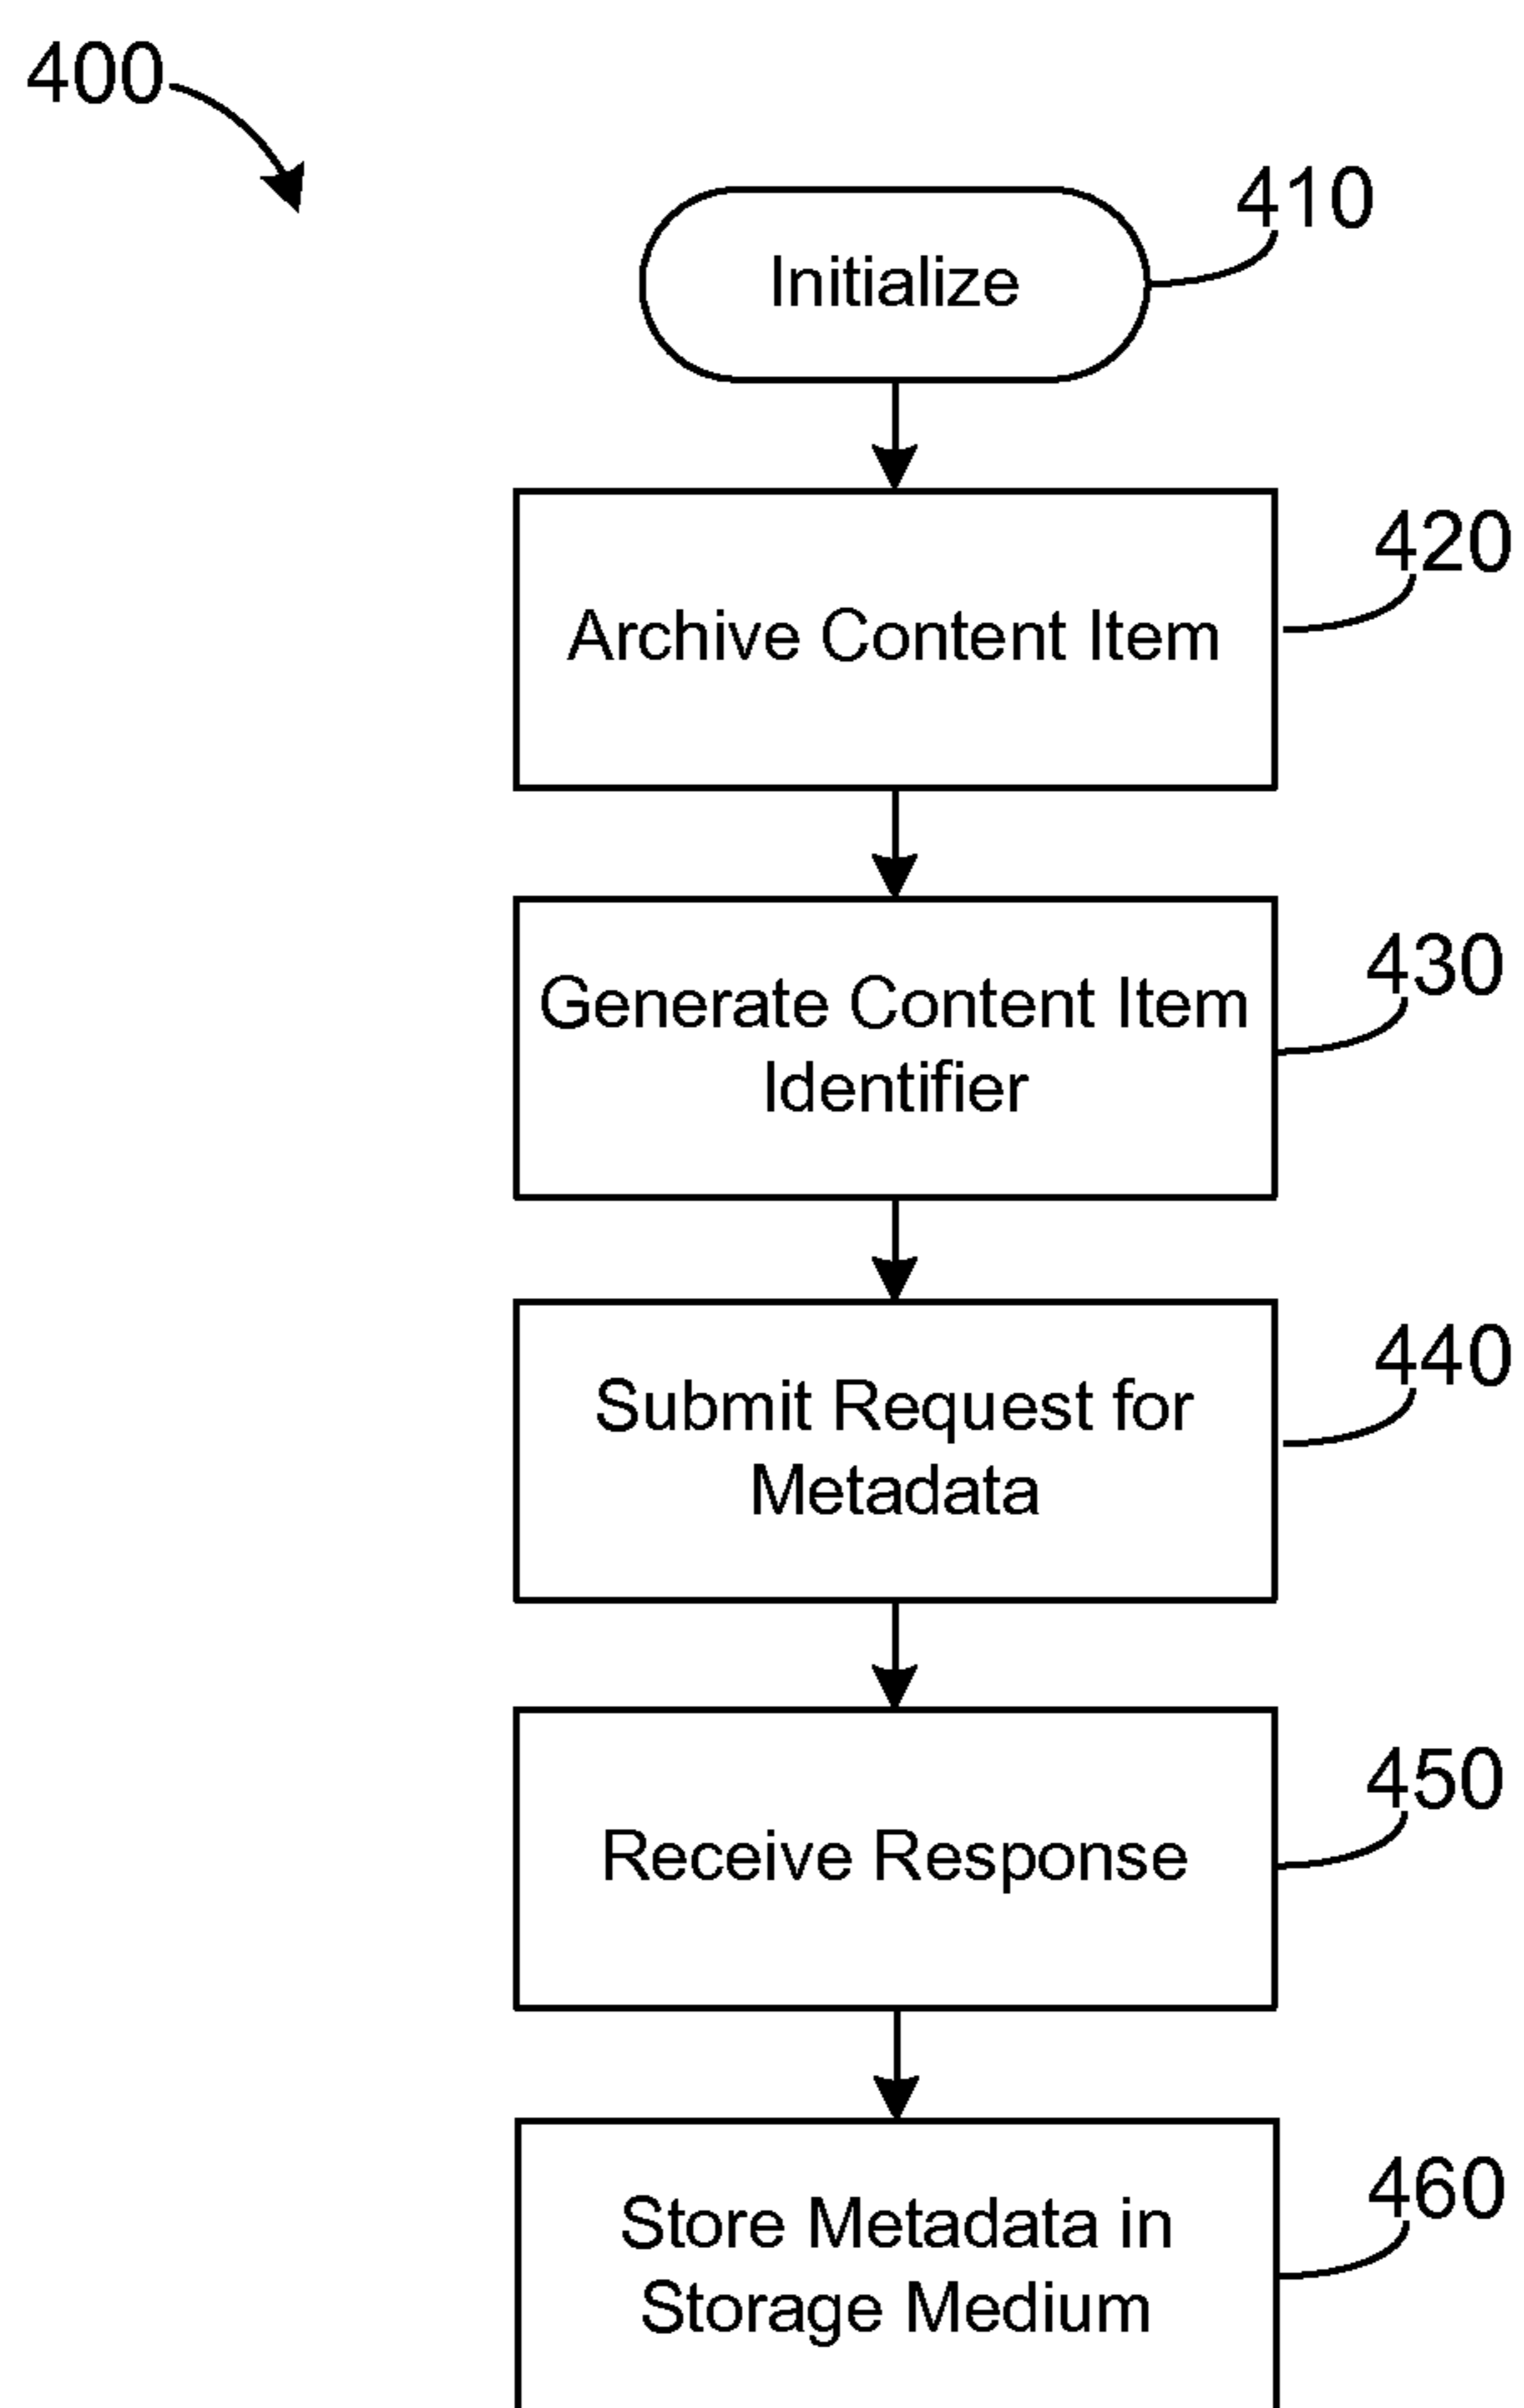 400
410
Initialize
420
Archive Content Item
430
Generate Content Item
Identifier
440
Submit Request for
Metadata
450
Receive Response
460
Store Metadata in
Storage Medium